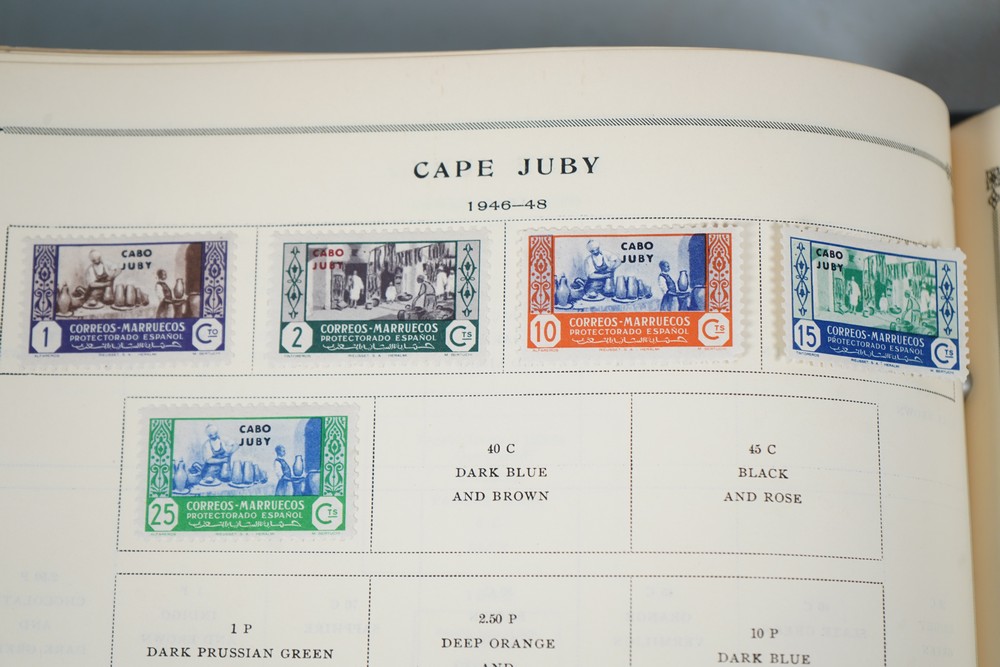 CAPE JUBY
1946–48
CABO
JUBY
1
CORREOS-MARRUECOS
PROTECTORADO ESPAÑOL
CTO
CABO
JUBY
2
CORREOS-MARRUECOS
PROTECTORADO ESPAÑOL
CTS
CABO
JUBY
10
CORREOS-MARRUECOS
PROTECTORADO ESPAÑOL
CTS
CABO
JUBY
15
CORREOS-MARRUECOS
PROTECTORADO ESPAÑOL
CTS
CABO
JUBY
25
CORREOS-MARRUECOS
PROTECTORADO ESPAÑOL
CTS
40 C
DARK BLUE
AND BROWN
45 C
BLACK
AND ROSE
1 P
DARK PRUSSIAN GREEN
2.50 P
DEEP ORANGE
AND
10 P
DARK BLUE